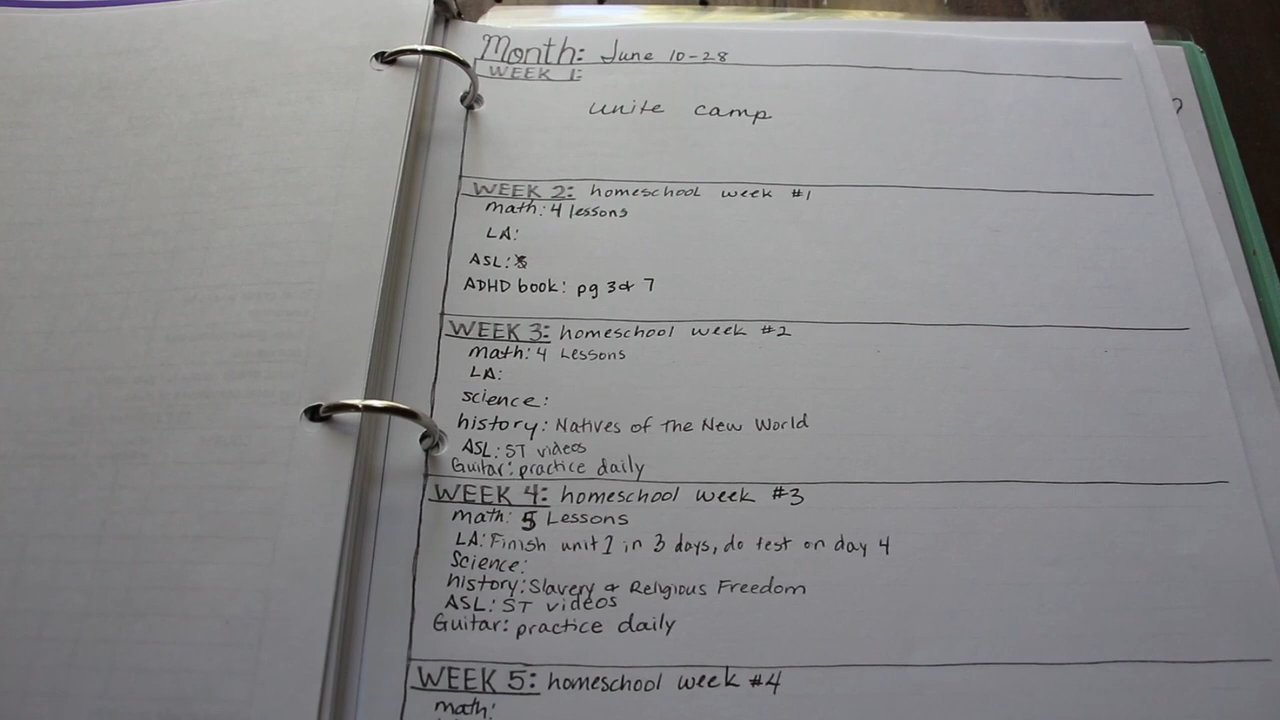 Month: June 10-28
WEEK 1:
unite camp
WEEK 2: homeschool week #1
math: 4 lessons
LA:
ASL:
ADHD book: pg 3 & 7
WEEK 3: homeschool week #2
math: 4 Lessons
LA:
science:
history: Natives of The New World
ASL: ST videos
Guitar: practice daily
WEEK 4: homeschool week #3
math: 5 Lessons
LA: Finish unit 1 in 3 days, do test on day 4
Science:
history: Slavery & Religious Freedom
ASL: ST videos
Guitar: practice daily
WEEK 5: homeschool week #4
math: